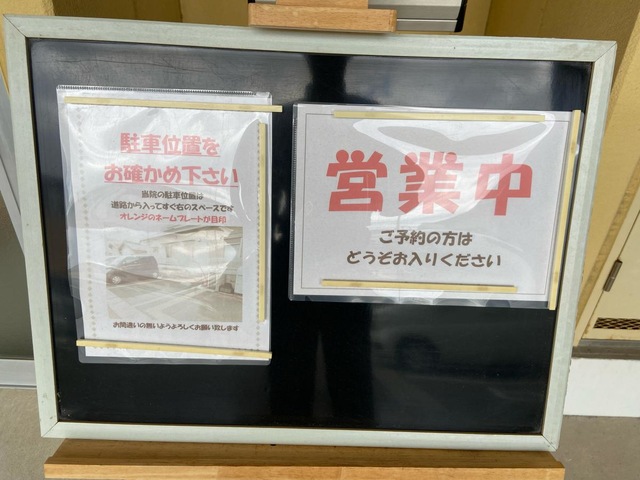 駐車位置を
お確かめ下さい
当院の駐車位置は
道路から入ってすぐ右のスペースです
オレンジのネームプレートが目印
お間違いの無いようよろしくお願い致します
営業中
ご予約の方は
どうぞお入りください